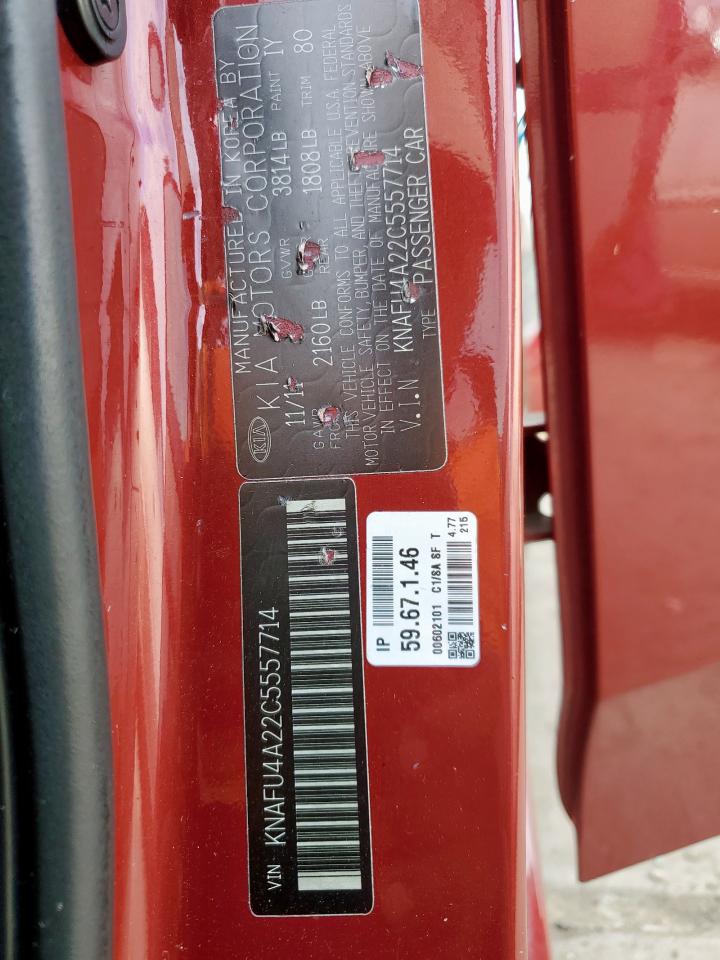 MANUFACTURED IN KOREA BY
KIA KIA MOTORS CORPORATION
11/11 GVWR 3814LB PAINT IY
GAWR FRONT 2160LB REAR 1808LB TRIM 80
THIS VEHICLE CONFORMS TO ALL APPLICABLE U.S.A. FEDERAL
MOTOR VEHICLE SAFETY, BUMPER, AND THEFT PREVENTION STANDARDS
IN EFFECT ON THE DATE OF MANUFACTURE SHOWN ABOVE
V.I.N KNAFU4A22C5557714
TYPE PASSENGER CAR
VIN KNAFU4A22C5557714
IP
59.67.1.46
00602101 C1/8A 8F T
4.77
215